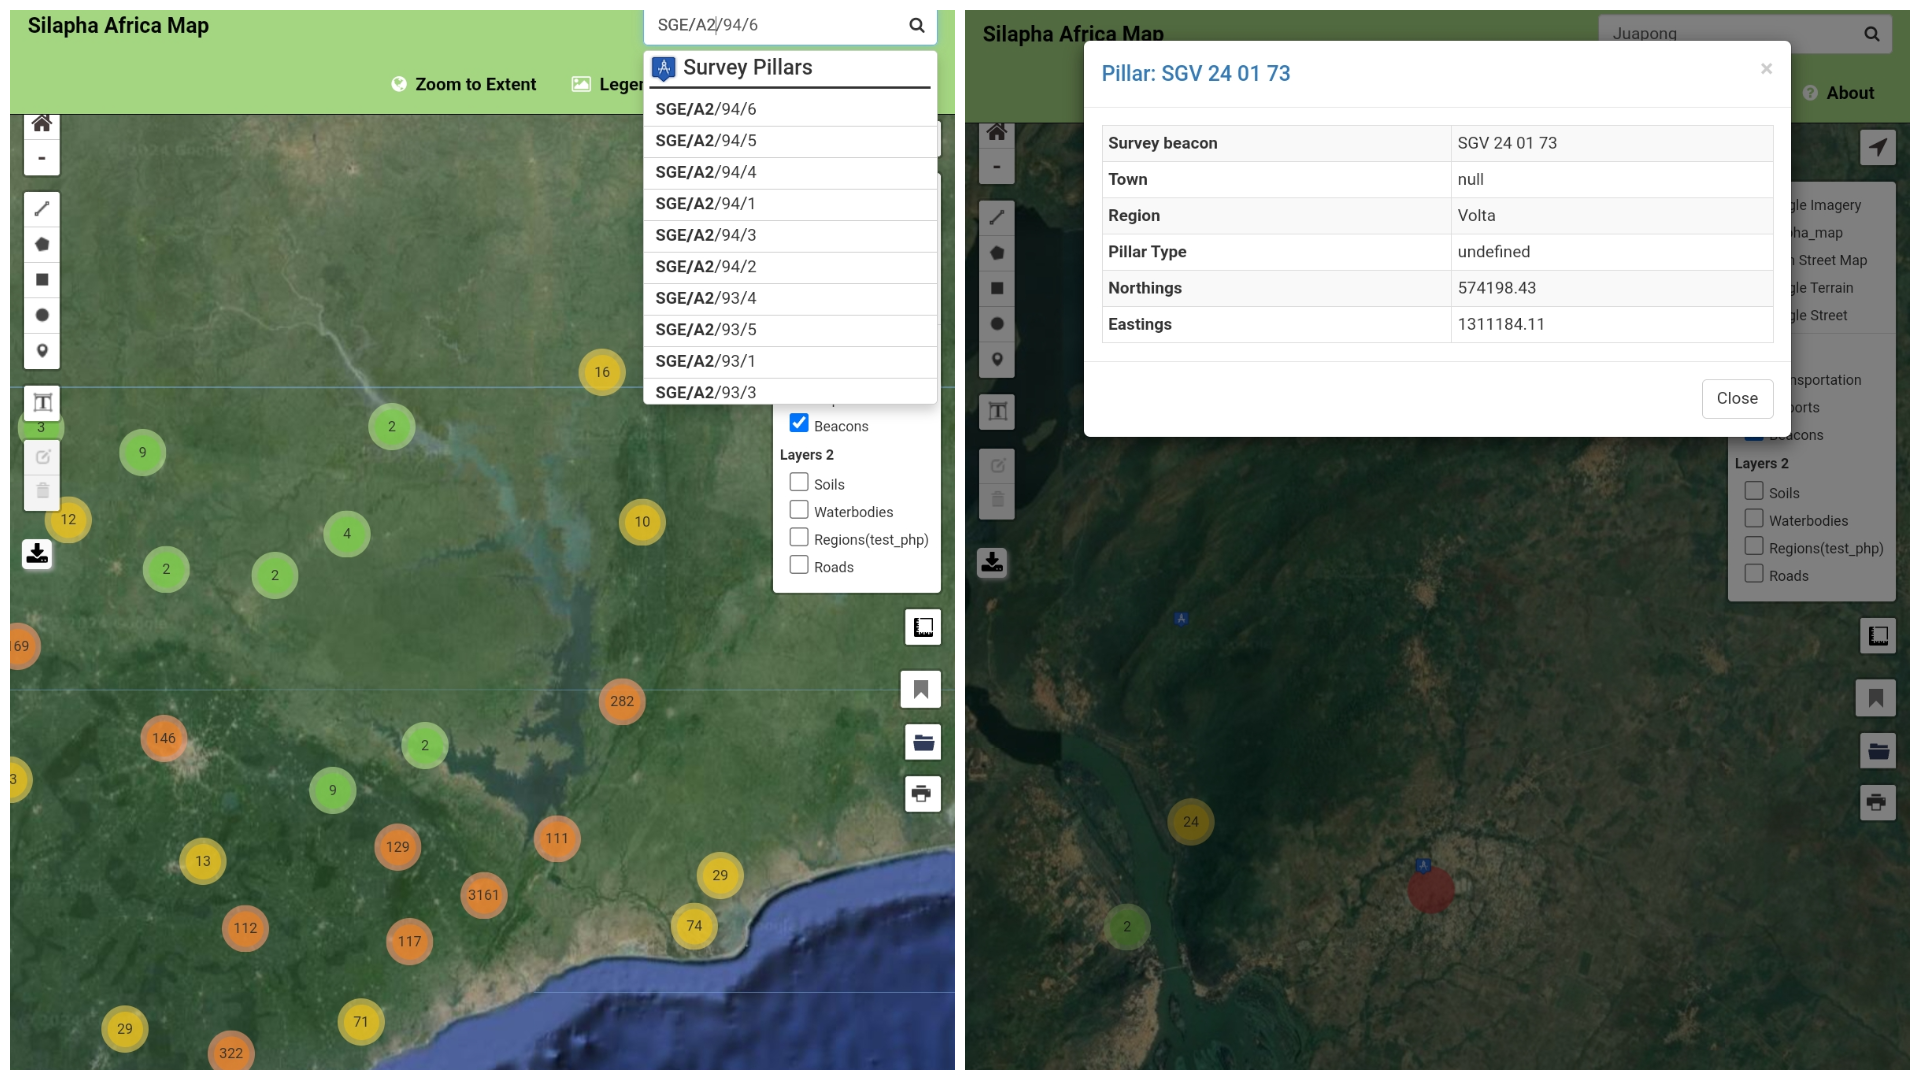 Silapha Africa Map
SGE/A2/94/6
Zoom to Extent
Legen
Survey Pillars
SGE/A2/94/6
SGE/A2/94/5
SGE/A2/94/4
SGE/A2/94/1
SGE/A2/94/3
SGE/A2/94/2
SGE/A2/93/4
SGE/A2/93/5
SGE/A2/93/1
SGE/A2/93/3
-
T
Beacons
Layers 2
Soils
Waterbodies
Regions(test_php)
Roads
16
3
2
9
12
10
4
2
2
169
282
146
2
3
9
111
129
13
29
3161
74
112
117
71
29
322
Silapha Africa Map
Juapong
About
Pillar: SGV 24 01 73
×
Survey beacon SGV 24 01 73
Town null
Region Volta
Pillar Type undefined
Northings 574198.43
Eastings 1311184.11
Close
-
T
gle Imagery
pha_map
n Street Map
gle Terrain
gle Street
nsportation
ports
Beacons
Layers 2
Soils
Waterbodies
Regions(test_php)
Roads
24
2